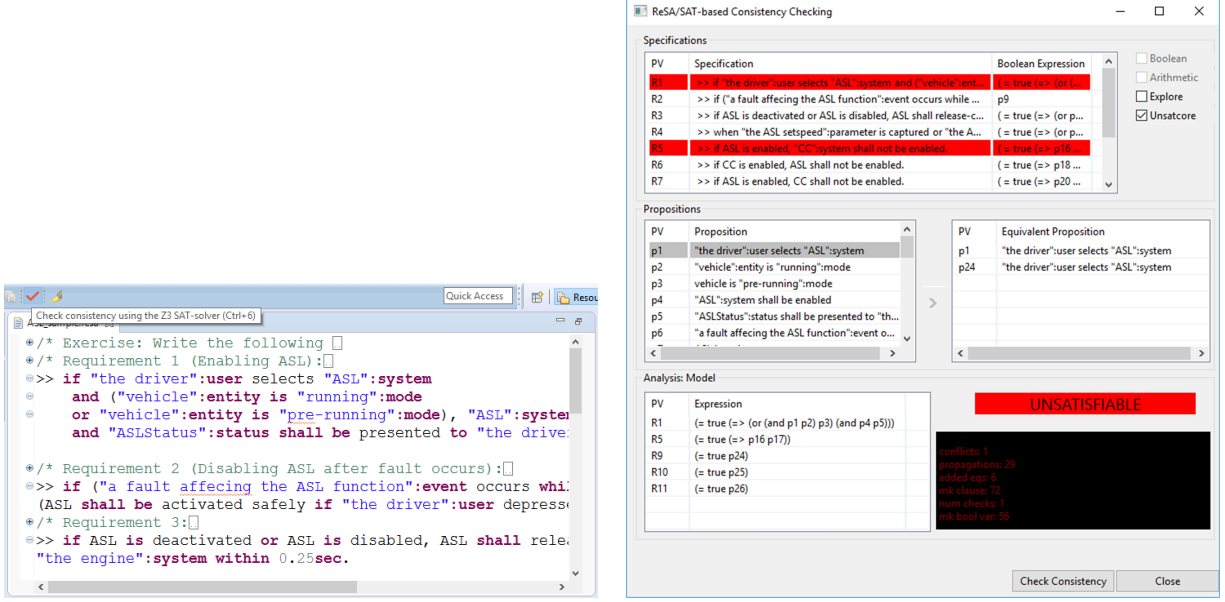 Quick Access
Resou
Check consistency using the Z3 SAT-solver (Ctrl+6)
/* Exercise: Write the following
/* Requirement 1 (Enabling ASL):
>> if "the driver":user selects "ASL":system
and ("vehicle":entity is "running":mode
or "vehicle":entity is "pre-running":mode), "ASL":system
and "ASLStatus":status shall be presented to "the driver
/* Requirement 2 (Disabling ASL after fault occurs):
>> if ("a fault affecing the ASL function":event occurs whil
(ASL shall be activated safely if "the driver":user depresse
/* Requirement 3:
>> if ASL is deactivated or ASL is disabled, ASL shall relea
"the engine":system within 0.25sec.
ReSA/SAT-based Consistency Checking
Specifications
PV Specification Boolean Expression
R1 >> if "the driver":user selects "ASL":system and ("vehicle":ent... ( = true (=> (or (...
R2 >> if ("a fault affecing the ASL function":event occurs while ... p9
R3 >> if ASL is deactivated or ASL is disabled, ASL shall release-c... ( = true (=> (or p...
R4 >> when "the ASL setspeed":parameter is captured or "the A... ( = true (=> (or p...
R5 >> if ASL is enabled, "CC":system shall not be enabled. ( = true (=> p16 ...
R6 >> if CC is enabled, ASL shall not be enabled. ( = true (=> p18 ...
R7 >> if ASL is enabled, CC shall not be enabled. ( = true (=> p20 ...
Boolean
Arithmetic
Explore
Unsatcore
Propositions
PV Proposition
p1 "the driver":user selects "ASL":system
p2 "vehicle":entity is "running":mode
p3 vehicle is "pre-running":mode
p4 "ASL":system shall be enabled
p5 "ASLStatus":status shall be presented to "th...
p6 "a fault affecing the ASL function":event o...
PV Equivalent Proposition
p1 "the driver":user selects "ASL":system
p24 "the driver":user selects "ASL":system
Analysis: Model
PV Expression
R1 (= true (=> (or (and p1 p2) p3) (and p4 p5)))
R5 (= true (=> p16 p17))
R9 (= true p24)
R10 (= true p25)
R11 (= true p26)
UNSATISFIABLE
conflicts: 1
propagations: 29
added eqs: 6
mk clause: 72
num checks: 1
mk bool var: 56
Check Consistency
Close